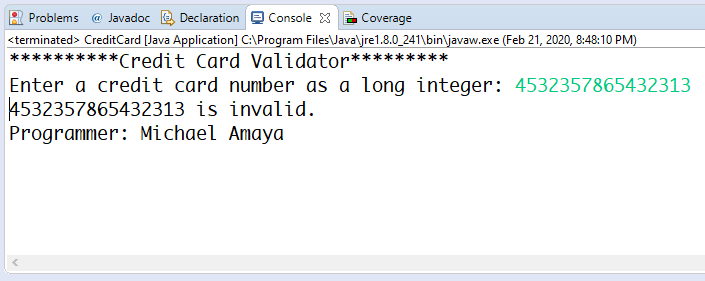 Problems @ Javadoc Declaration Console Coverage
<terminated> CreditCard [Java Application] C:\Program Files\Java\jre1.8.0_241\bin\javaw.exe (Feb 21, 2020, 8:48:10 PM)
**********Credit Card Validator*********
Enter a credit card number as a long integer: 4532357865432313
4532357865432313 is invalid.
Programmer: Michael Amaya